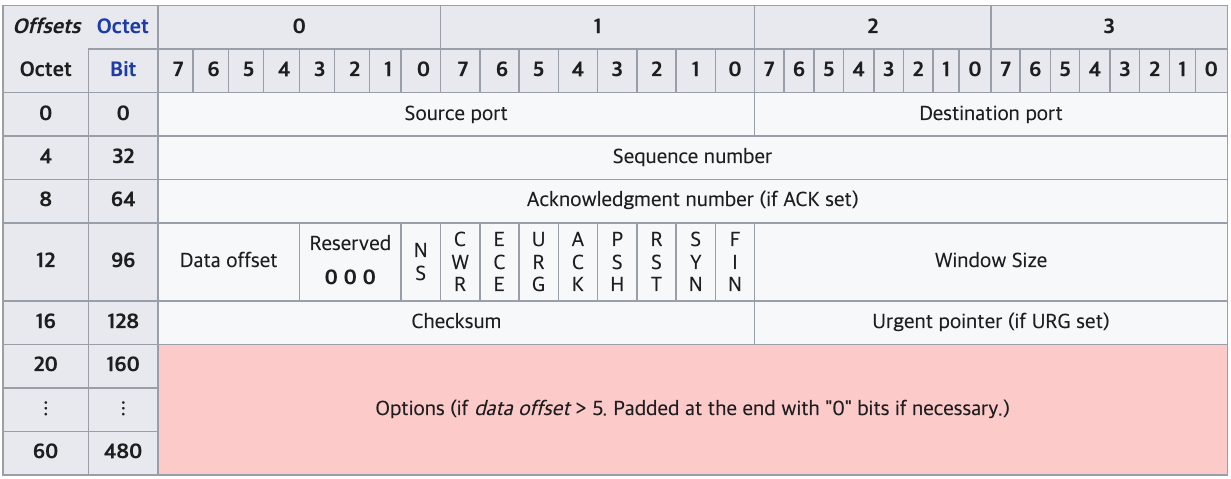 Offsets Octet 0 1 2 3
Octet Bit 7 6 5 4 3 2 1 0 7 6 5 4 3 2 1 0 7 6 5 4 3 2 1 0 7 6 5 4 3 2 1 0
0 0 Source port Destination port
4 32 Sequence number
8 64 Acknowledgment number (if ACK set)
12 96 Data offset Reserved 0 0 0 NS CWR ECE URG ACK PSH RST SYN FIN Window Size
16 128 Checksum Urgent pointer (if URG set)
20 160
⋮ ⋮ Options (if data offset > 5. Padded at the end with "0" bits if necessary.)
60 480